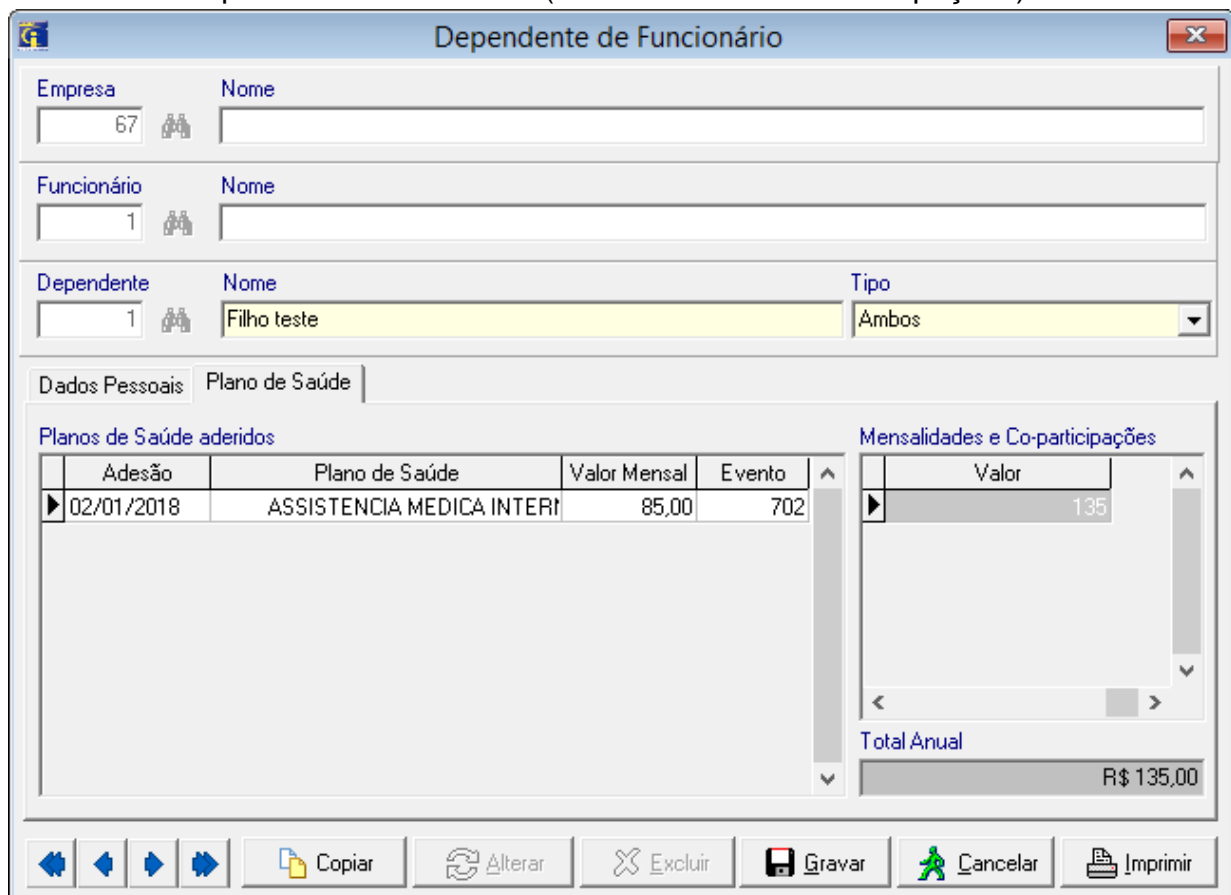 Dependente de Funcionário
Empresa Nome
67
Funcionário Nome
1
Dependente Nome Tipo
1 Filho teste Ambos
Dados Pessoais Plano de Saúde
Planos de Saúde aderidos Mensalidades e Co-participações
Adesão Plano de Saúde Valor Mensal Evento Valor
02/01/2018 ASSISTENCIA MEDICA INTERN 85,00 702 135
Total Anual
R$ 135,00
Copiar Alterar Excluir Gravar Cancelar Imprimir